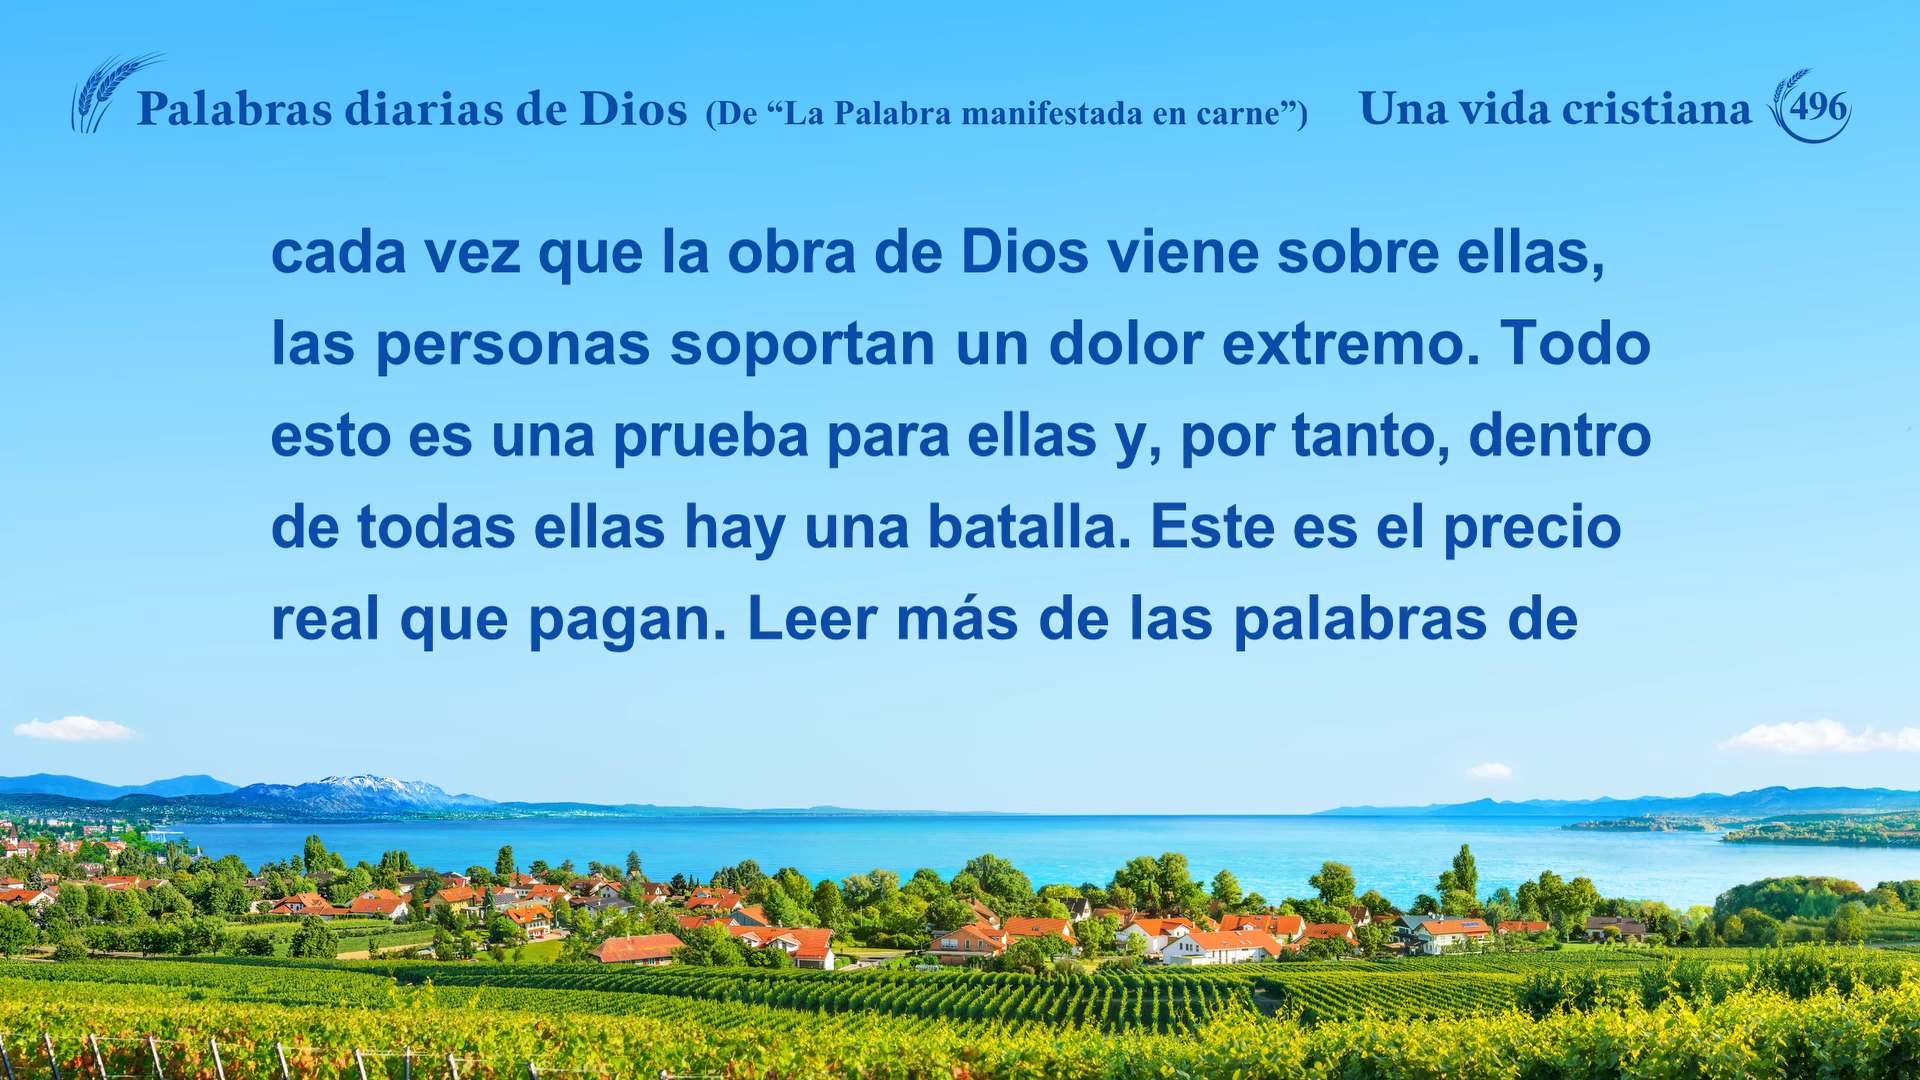 Palabras diarias de Dios (De “La Palabra manifestada en carne”) Una vida cristiana 496
cada vez que la obra de Dios viene sobre ellas,
las personas soportan un dolor extremo. Todo
esto es una prueba para ellas y, por tanto, dentro
de todas ellas hay una batalla. Este es el precio
real que pagan. Leer más de las palabras de